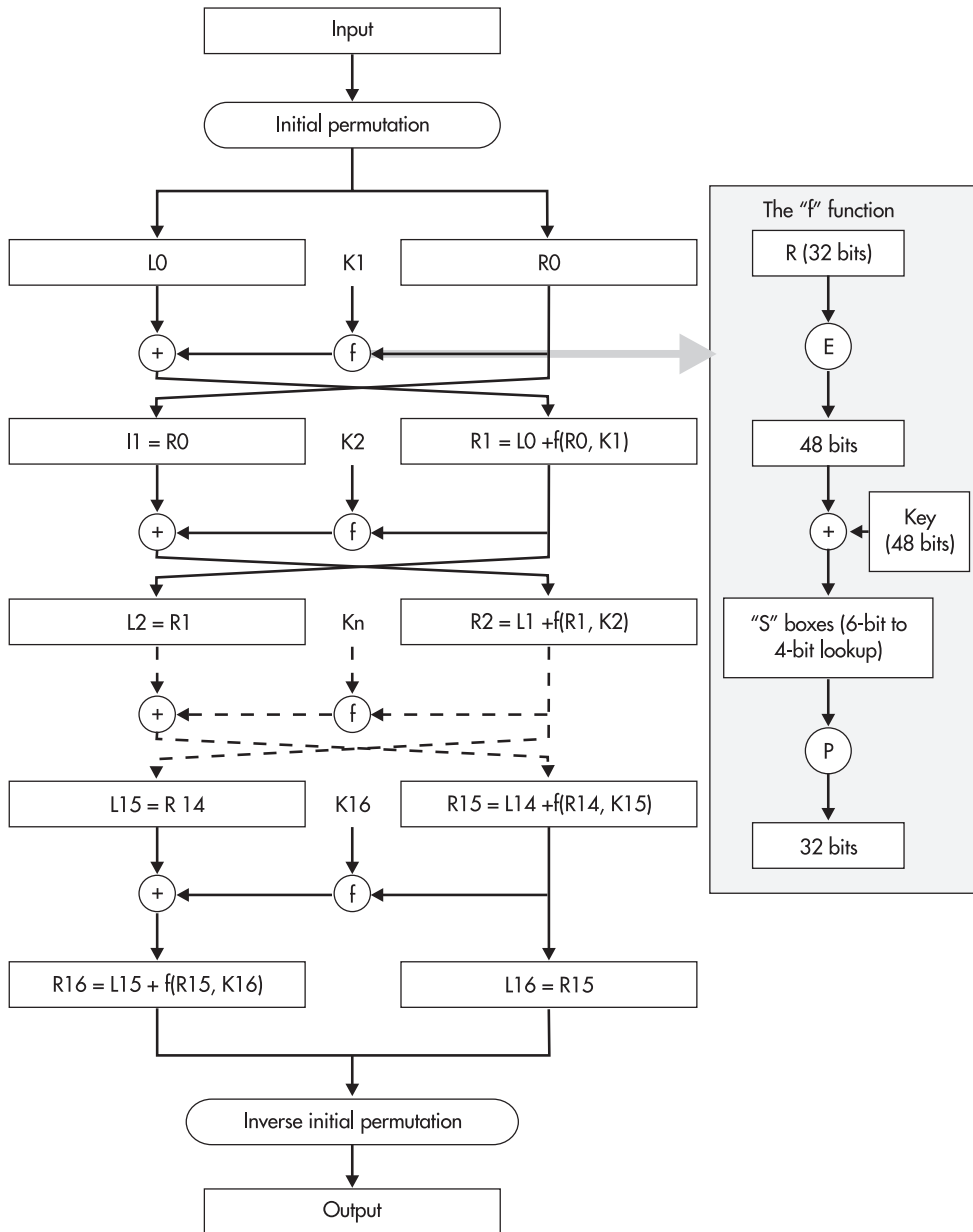 Input
Initial permutation
L0
K1
R0
+
f
I1 = R0
K2
R1 = L0 +f(R0, K1)
+
f
L2 = R1
Kn
R2 = L1 +f(R1, K2)
+
f
L15 = R 14
K16
R15 = L14 +f(R14, K15)
+
f
R16 = L15 + f(R15, K16)
L16 = R15
Inverse initial permutation
Output
The “f” function
R (32 bits)
E
48 bits
+
Key
(48 bits)
“S” boxes (6-bit to
4-bit lookup)
P
32 bits